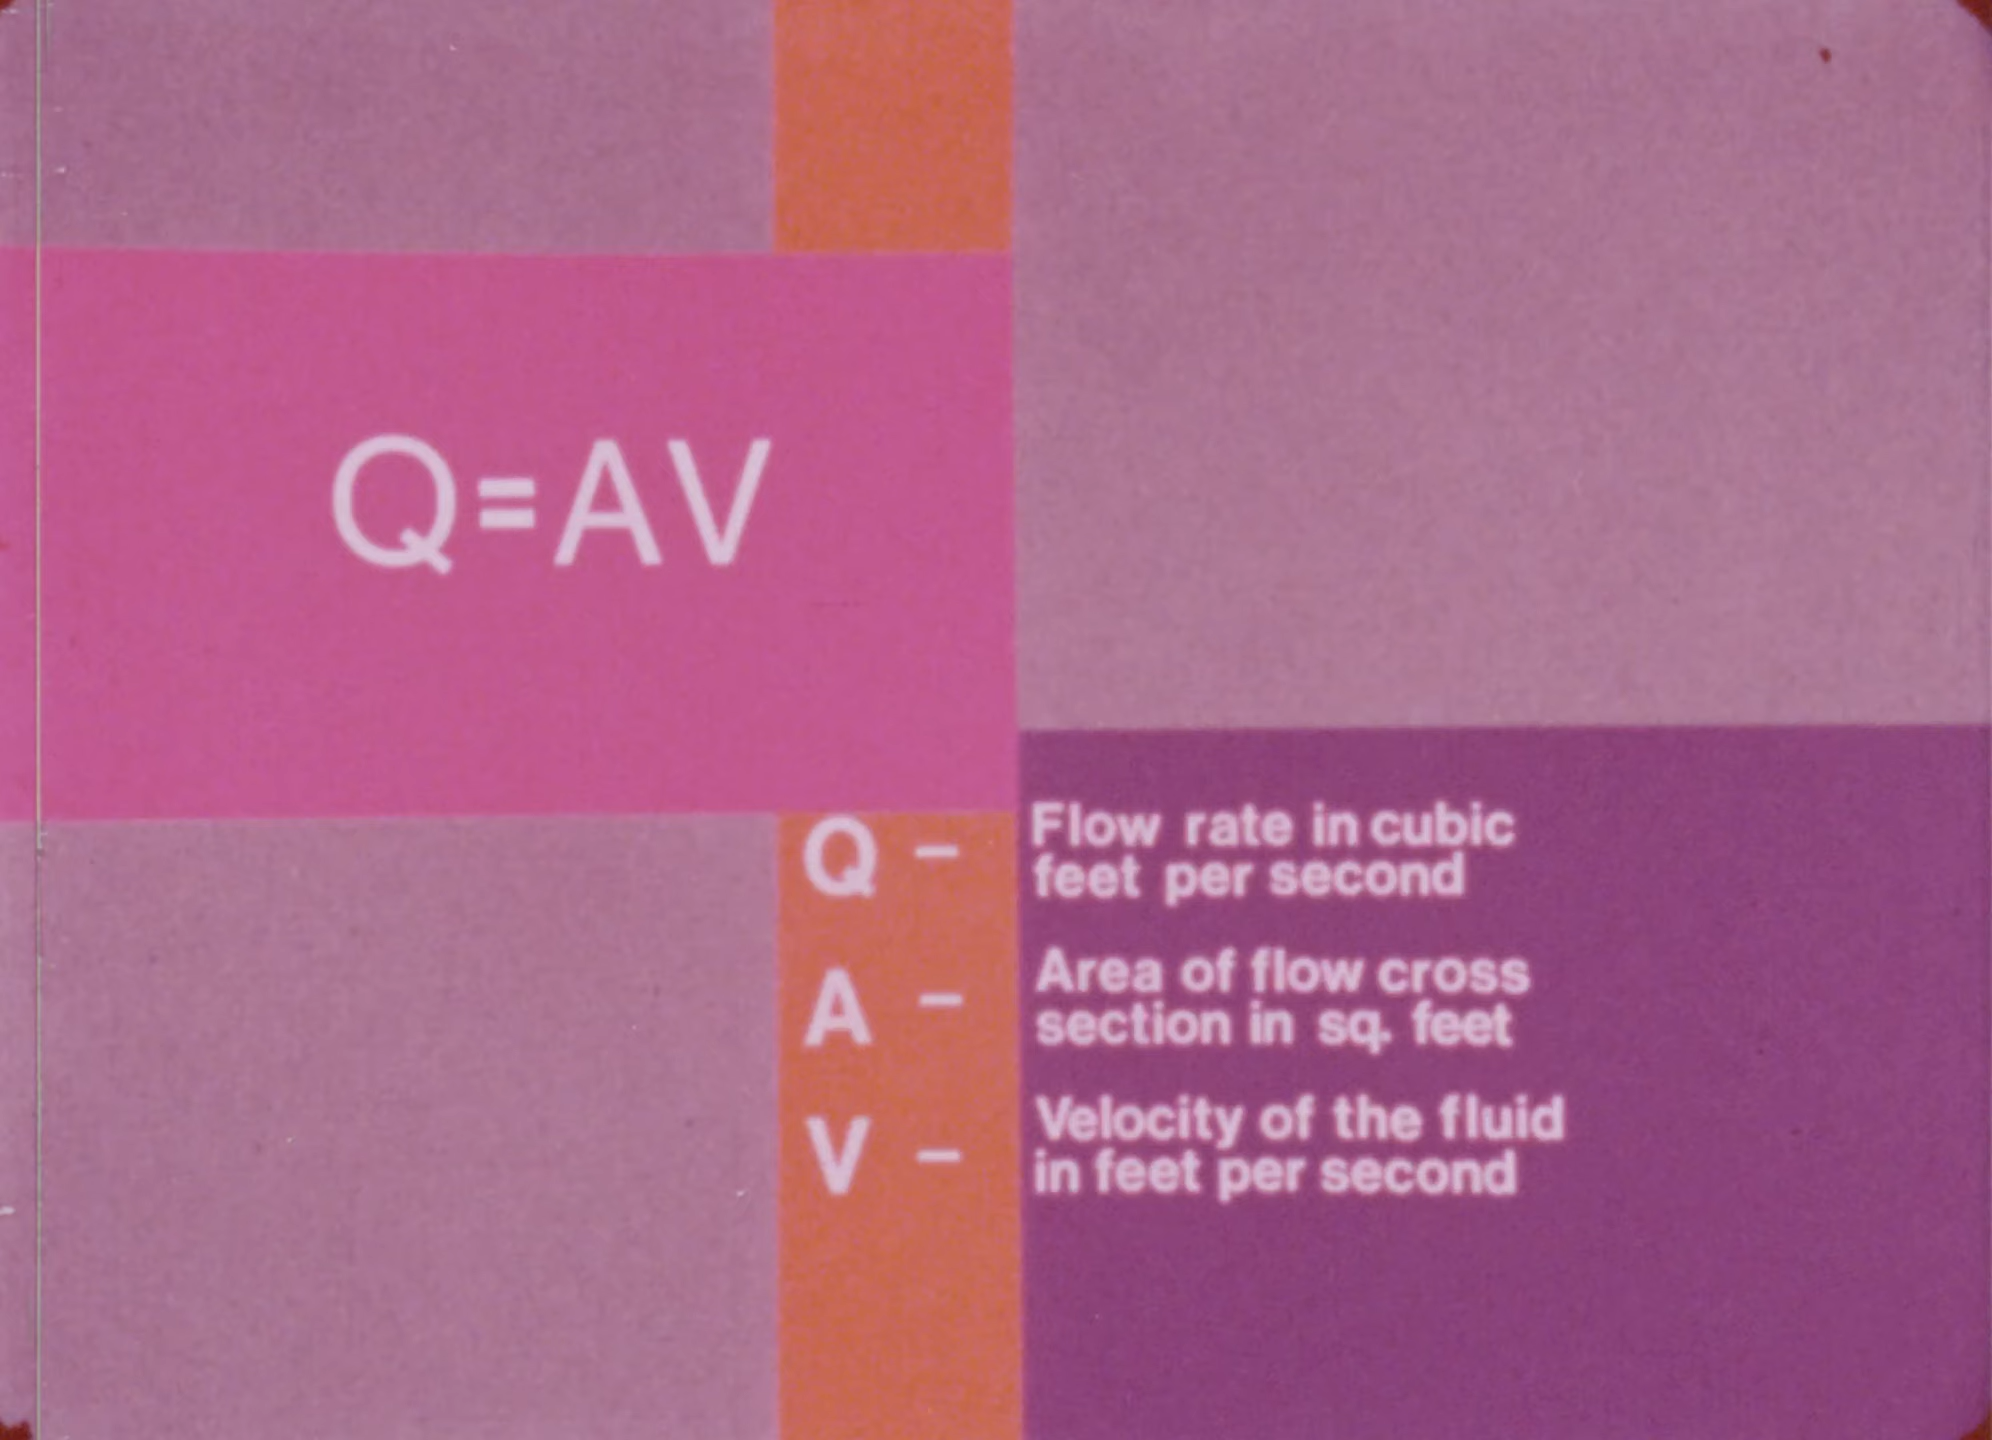 Q=AV
Q – Flow rate in cubic
feet per second
A – Area of flow cross
section in sq. feet
V – Velocity of the fluid
in feet per second